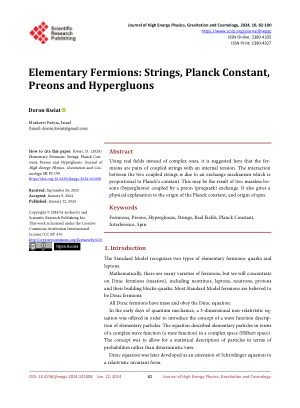 Scientific
Research
Publishing
Journal of High Energy Physics, Gravitation and Cosmology, 2024, 10, 82-100
https://www.scirp.org/journal/jhepgc
ISSN Online: 2380-4335
ISSN Print: 2380-4327
Elementary Fermions: Strings, Planck Constant,
Preons and Hypergluons
Doron Kwiat
Mazkeret Batyia, Israel
Email: doron.kwiat@gmail.com
How to cite this paper: Kwiat, D. (2024)
Elementary Fermions: Strings, Planck Con-
stant, Preons and Hypergluons. Journal of
High Energy Physics, Gravitation and Cos-
mology, 10, 82-100.
https://doi.org/10.4236/jhepgc.2024.101008
Received: September 26, 2023
Accepted: January 9, 2024
Published: January 12, 2024
Copyright © 2024 by author(s) and
Scientific Research Publishing Inc.
This work is licensed under the Creative
Commons Attribution International
License (CC BY 4.0).
http://creativecommons.org/licenses/by/4.0/
Open Access
Abstract
Using real fields instead of complex ones, it is suggested here that the fer-
mions are pairs of coupled strings with an internal tension. The interaction
between the two coupled strings is due to an exchange mechanism which is
proportional to Planck's constant. This may be the result of two massless bo-
sons (hypergluons) coupled by a preon (prequark) exchange. It also gives a
physical explanation to the origin of the Planck constant, and origin of spin.
Keywords
Fermions, Preons, Hypergluons, Strings, Real Fields, Planck Constant,
Interference, Spin
1. Introduction
The Standard Model recognizes two types of elementary fermions: quarks and
leptons.
Mathematically, there are many varieties of fermions, but we will concentrate
on Dirac fermions (massive), including neutrinos, leptons, neutrons, protons
and their building-blocks-quarks. Most Standard Model fermions are believed to
be Dirac fermions.
All Dirac fermions have mass and obey the Dirac equation.
In the early days of quantum mechanics, a 3-dimensional non-relativistic eq-
uation was offered in order to introduce the concept of a wave function descrip-
tion of elementary particles. The equation described elementary particles in terms
of a complex wave function (a state function) in a complex space (Hilbert space).
The concept was to allow for a statistical description of particles in terms of
probabilities rather than deterministic view.
Dirac equation was later developed as an extension of Schrödinger equation to
a relativistic invariant form.
DOI: 10.4236/jhepgc.2024.101008 Jan. 12, 2024 82 Journal of High Energy Physics, Gravitation and Cosmology